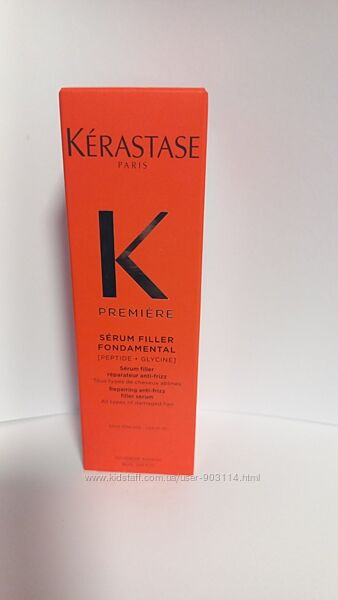 KÉRASTASE
PARIS
K
PREMIÈRE
SÉRUM FILLER
FONDAMENTAL
[PEPTIDE + GLYCINE]
Sérum filler
réparateur anti-frizz
Tous types de cheveux abîmés
Repairing anti-frizz
filler serum
All types of damaged hair
www.kidstaff.com.ua/user-903114.html